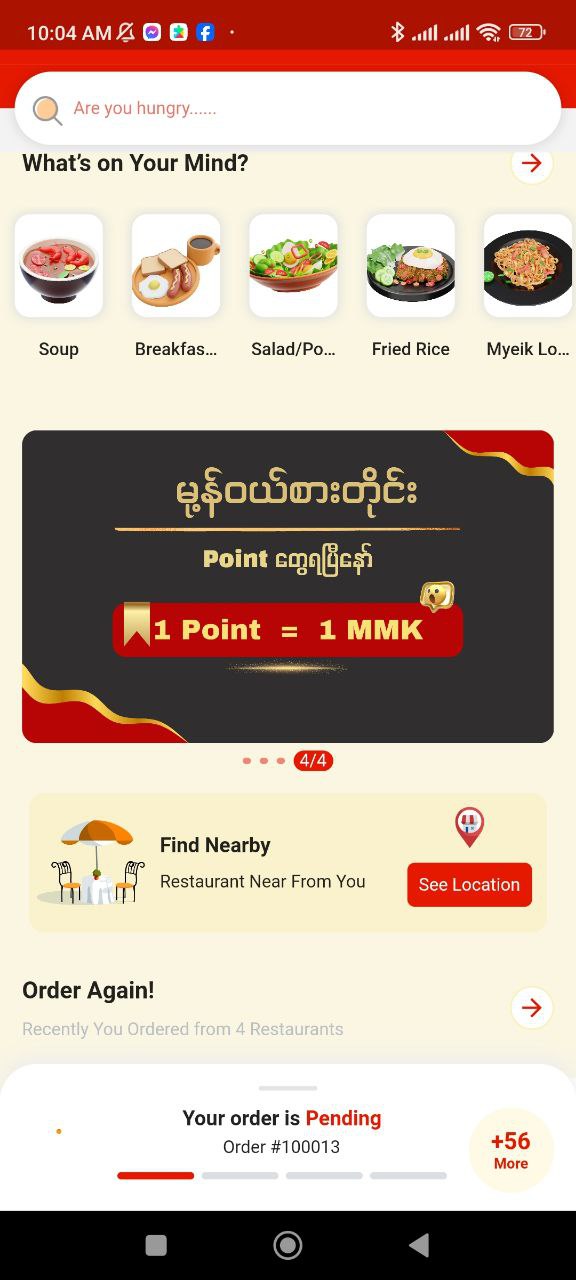 10:04 AM
72
Are you hungry......
What's on Your Mind?
Soup
Breakfas...
Salad/Po...
Fried Rice
Myeik Lo...
မုန့်ဝယ်စားတိုင်း
Point တွေရပြီနော်
1 Point = 1 MMK
4/4
Find Nearby
Restaurant Near From You
See Location
Order Again!
Recently You Ordered from 4 Restaurants
Your order is Pending
Order #100013
+56
More